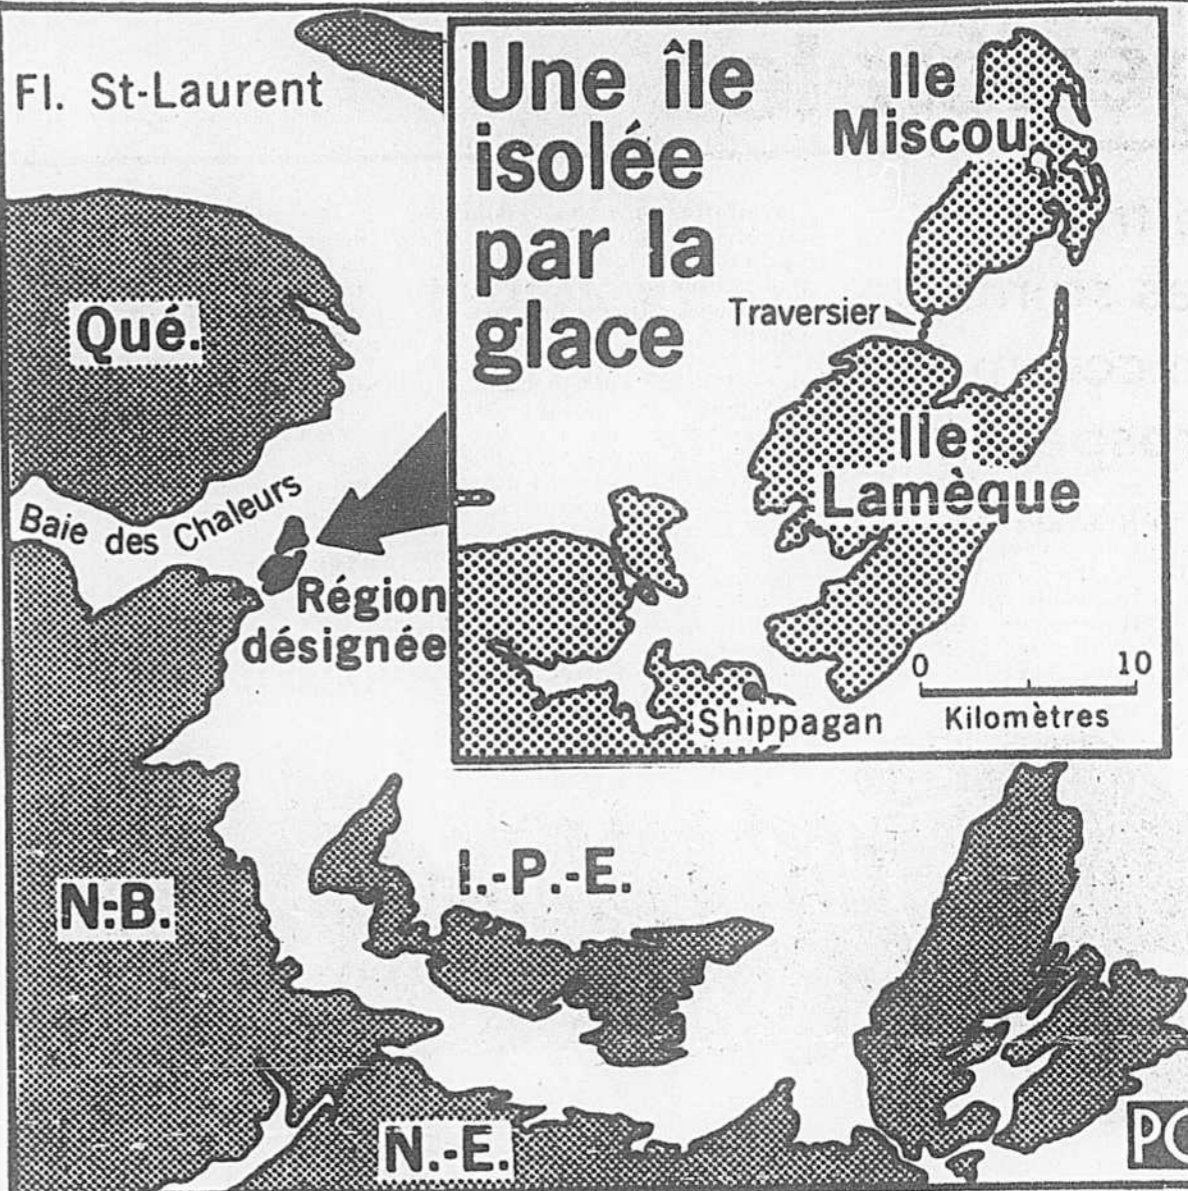 Fl. St-Laurent
Une île
isolée
par la
glace
Ile
Miscou
Traversier
Ile
Lamèque
0 10
Kilomètres
Shippagan
Qué.
Baie des Chaleurs
Région
désignée
I.-P.-E.
N.-B.
N.-E.
PC